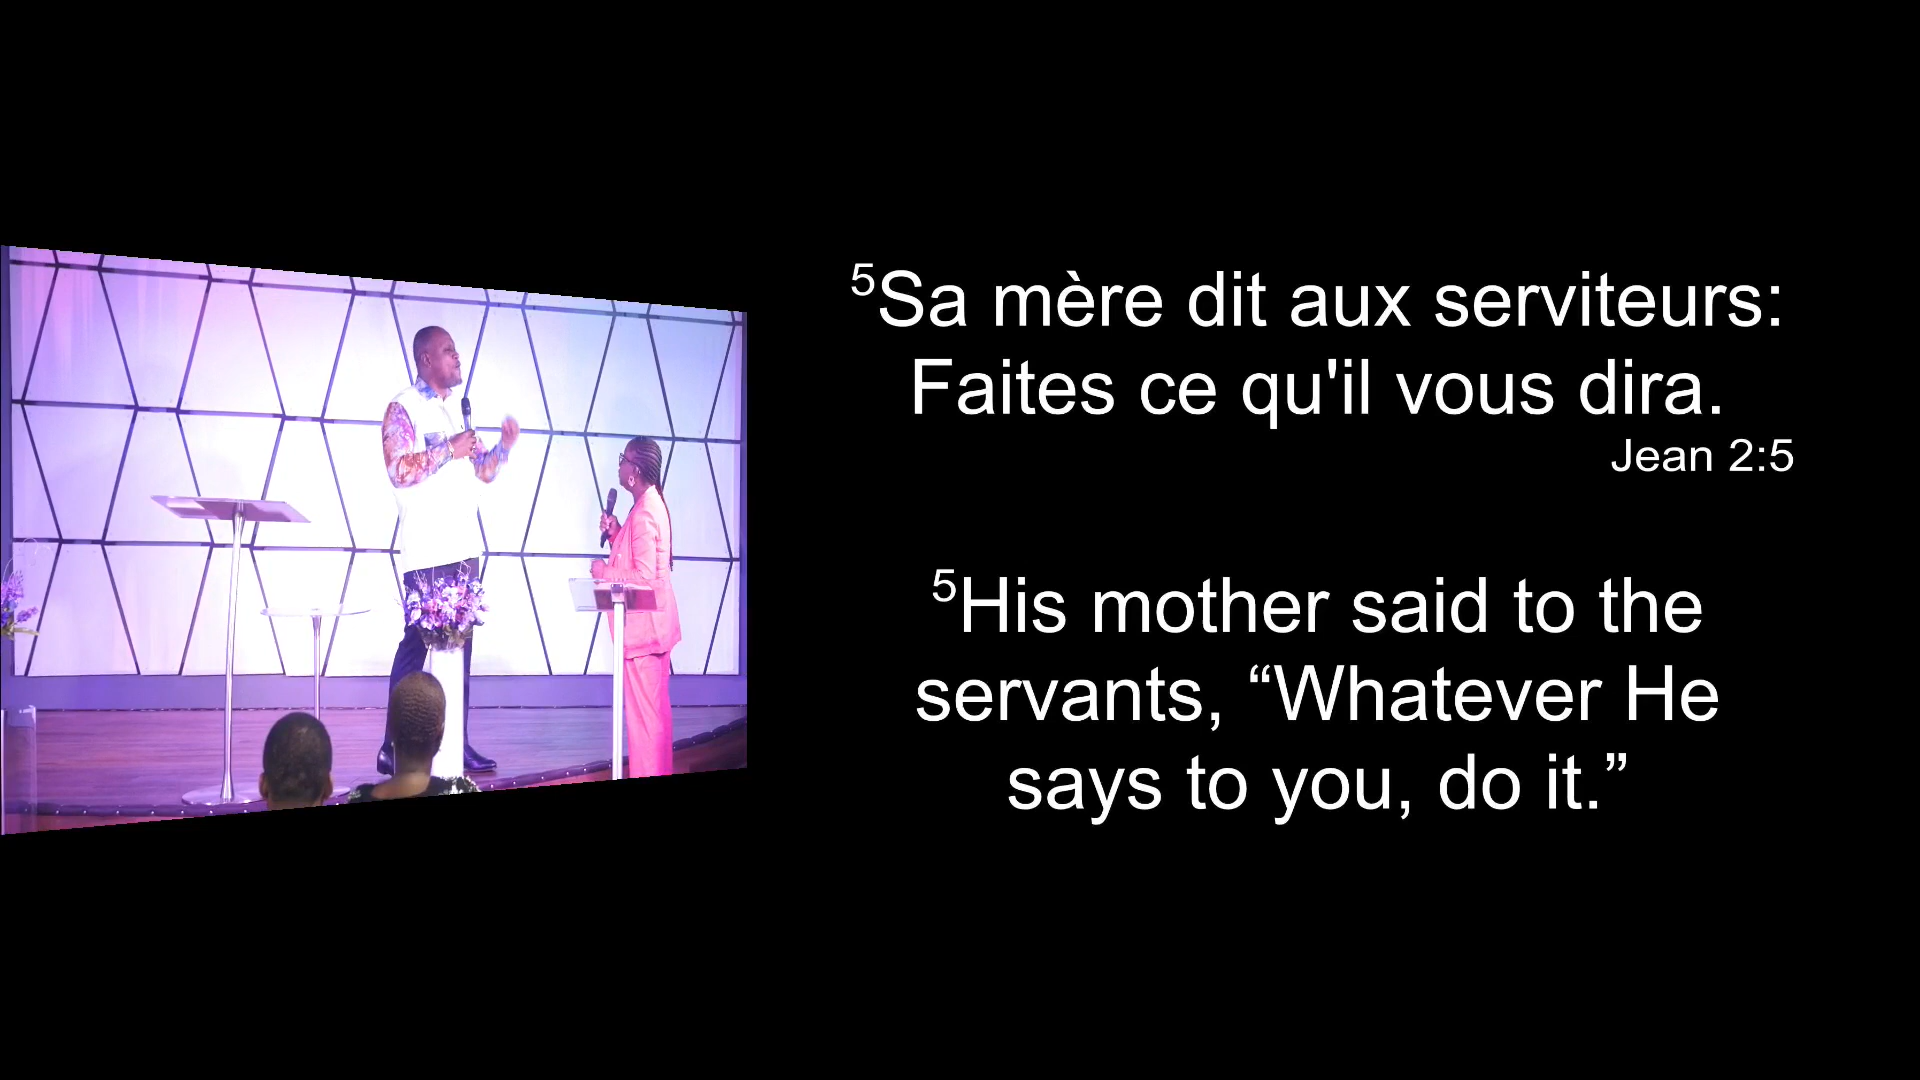 ⁵Sa mère dit aux serviteurs:
Faites ce qu'il vous dira.
Jean 2:5
⁵His mother said to the
servants, “Whatever He
says to you, do it.”